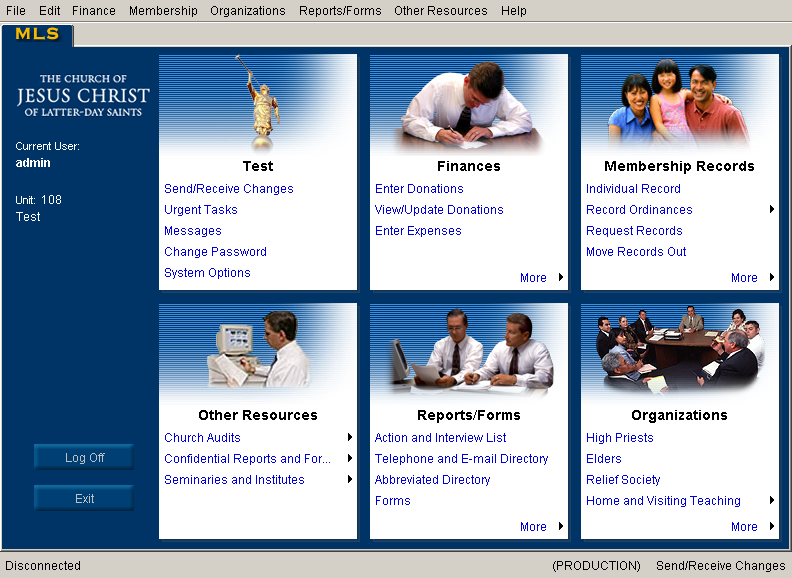 File Edit Finance Membership Organizations Reports/Forms Other Resources Help
MLS
THE CHURCH OF
JESUS CHRIST
OF LATTER-DAY SAINTS
Current User:
admin
Unit: 108
Test
Log Off
Exit
Test
Send/Receive Changes
Urgent Tasks
Messages
Change Password
System Options
Finances
Enter Donations
View/Update Donations
Enter Expenses
More
Membership Records
Individual Record
Record Ordinances
Request Records
Move Records Out
More
Other Resources
Church Audits
Confidential Reports and For...
Seminaries and Institutes
Reports/Forms
Action and Interview List
Telephone and E-mail Directory
Abbreviated Directory
Forms
More
Organizations
High Priests
Elders
Relief Society
Home and Visiting Teaching
More
Disconnected
(PRODUCTION) Send/Receive Changes